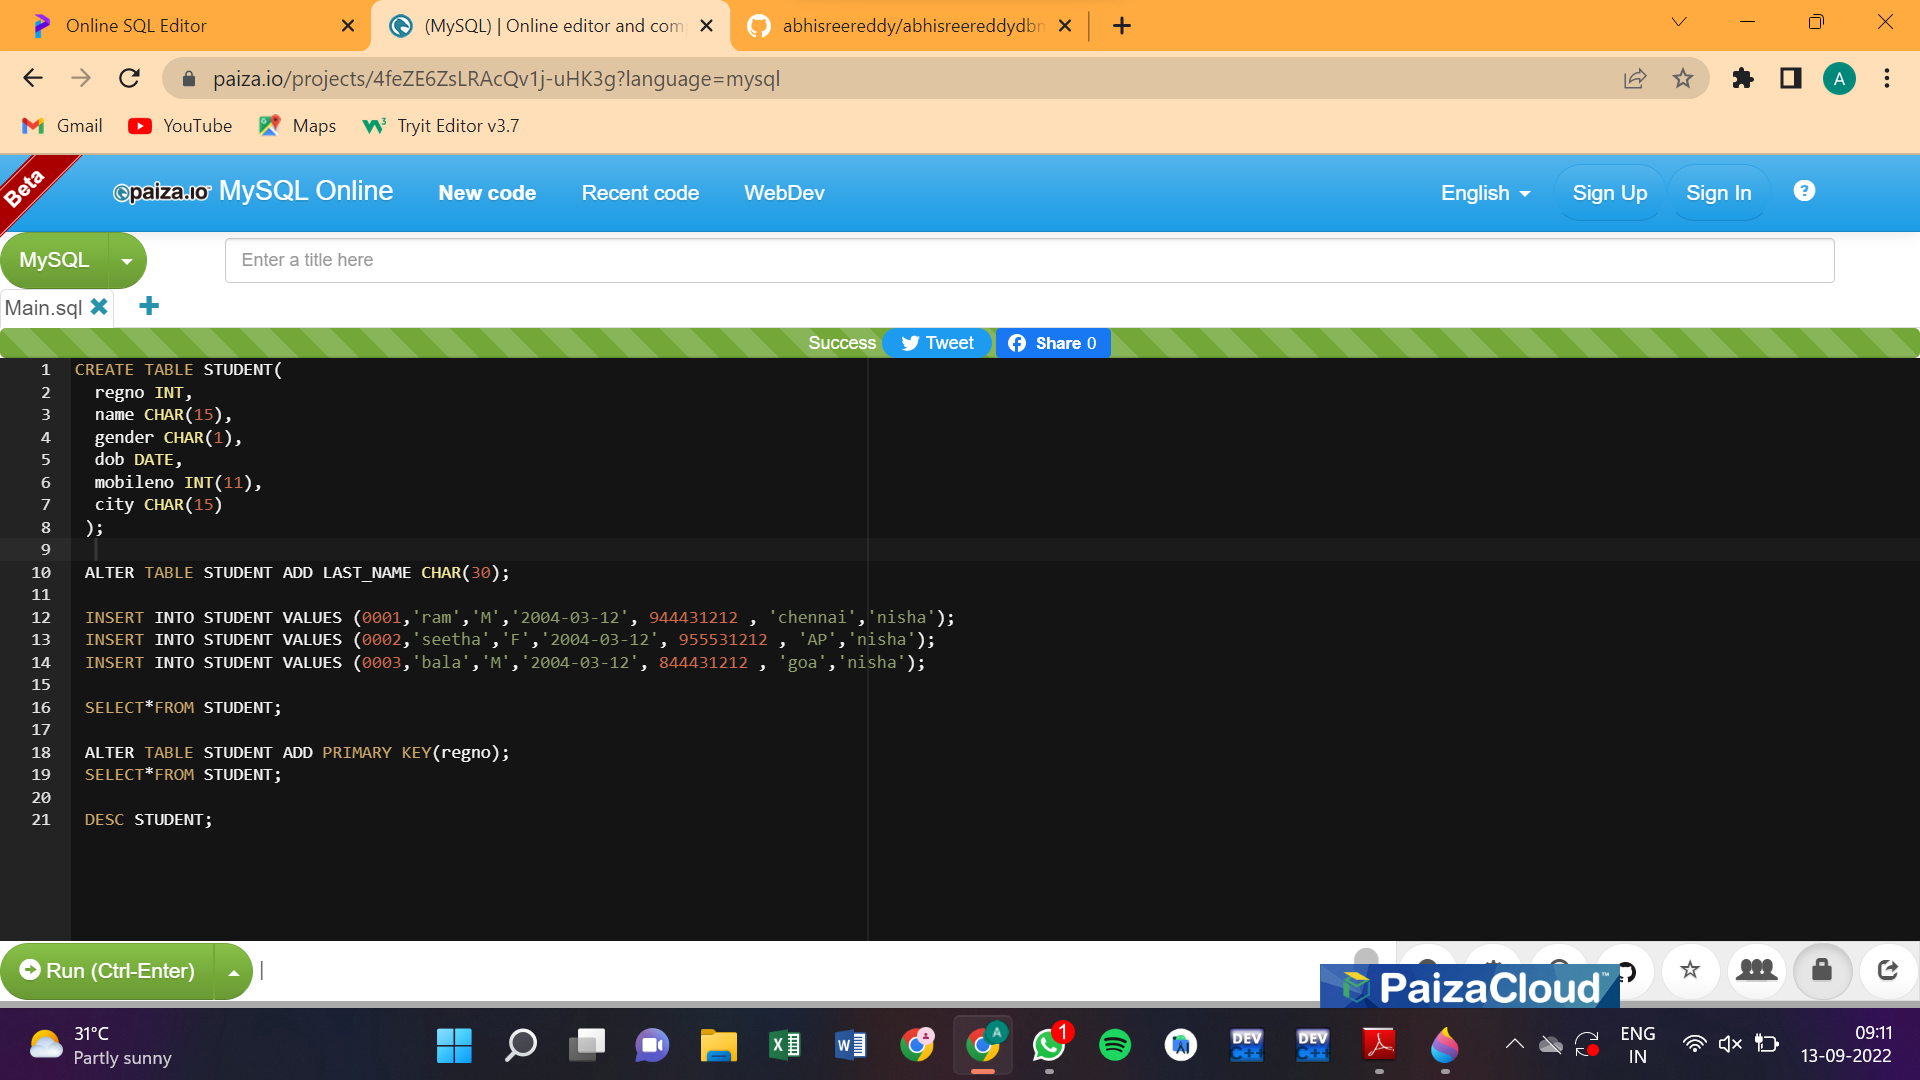 Online SQL Editor
(MySQL) | Online editor and com
abhisreereddy/abhisreereddydbm
paiza.io/projects/4feZE6ZsLRAcQv1j-uHK3g?language=mysql
A
Gmail
YouTube
Maps
Tryit Editor v3.7
Beta
paiza.IO MySQL Online
New code
Recent code
WebDev
English
Sign Up
Sign In
?
MySQL
Enter a title here
Main.sql
Success
Tweet
Share 0
1 CREATE TABLE STUDENT(
2 regno INT,
3 name CHAR(15),
4 gender CHAR(1),
5 dob DATE,
6 mobileno INT(11),
7 city CHAR(15)
8 );
9
10 ALTER TABLE STUDENT ADD LAST_NAME CHAR(30);
11
12 INSERT INTO STUDENT VALUES (0001,'ram','M','2004-03-12', 944431212 , 'chennai','nisha');
13 INSERT INTO STUDENT VALUES (0002,'seetha','F','2004-03-12', 955531212 , 'AP','nisha');
14 INSERT INTO STUDENT VALUES (0003,'bala','M','2004-03-12', 844431212 , 'goa','nisha');
15
16 SELECT*FROM STUDENT;
17
18 ALTER TABLE STUDENT ADD PRIMARY KEY(regno);
19 SELECT*FROM STUDENT;
20
21 DESC STUDENT;
Run (Ctrl-Enter)
PaizaCloud™
31°C
Partly sunny
A
1
DEV C++
DEV C++
ENG
IN
09:11
13-09-2022